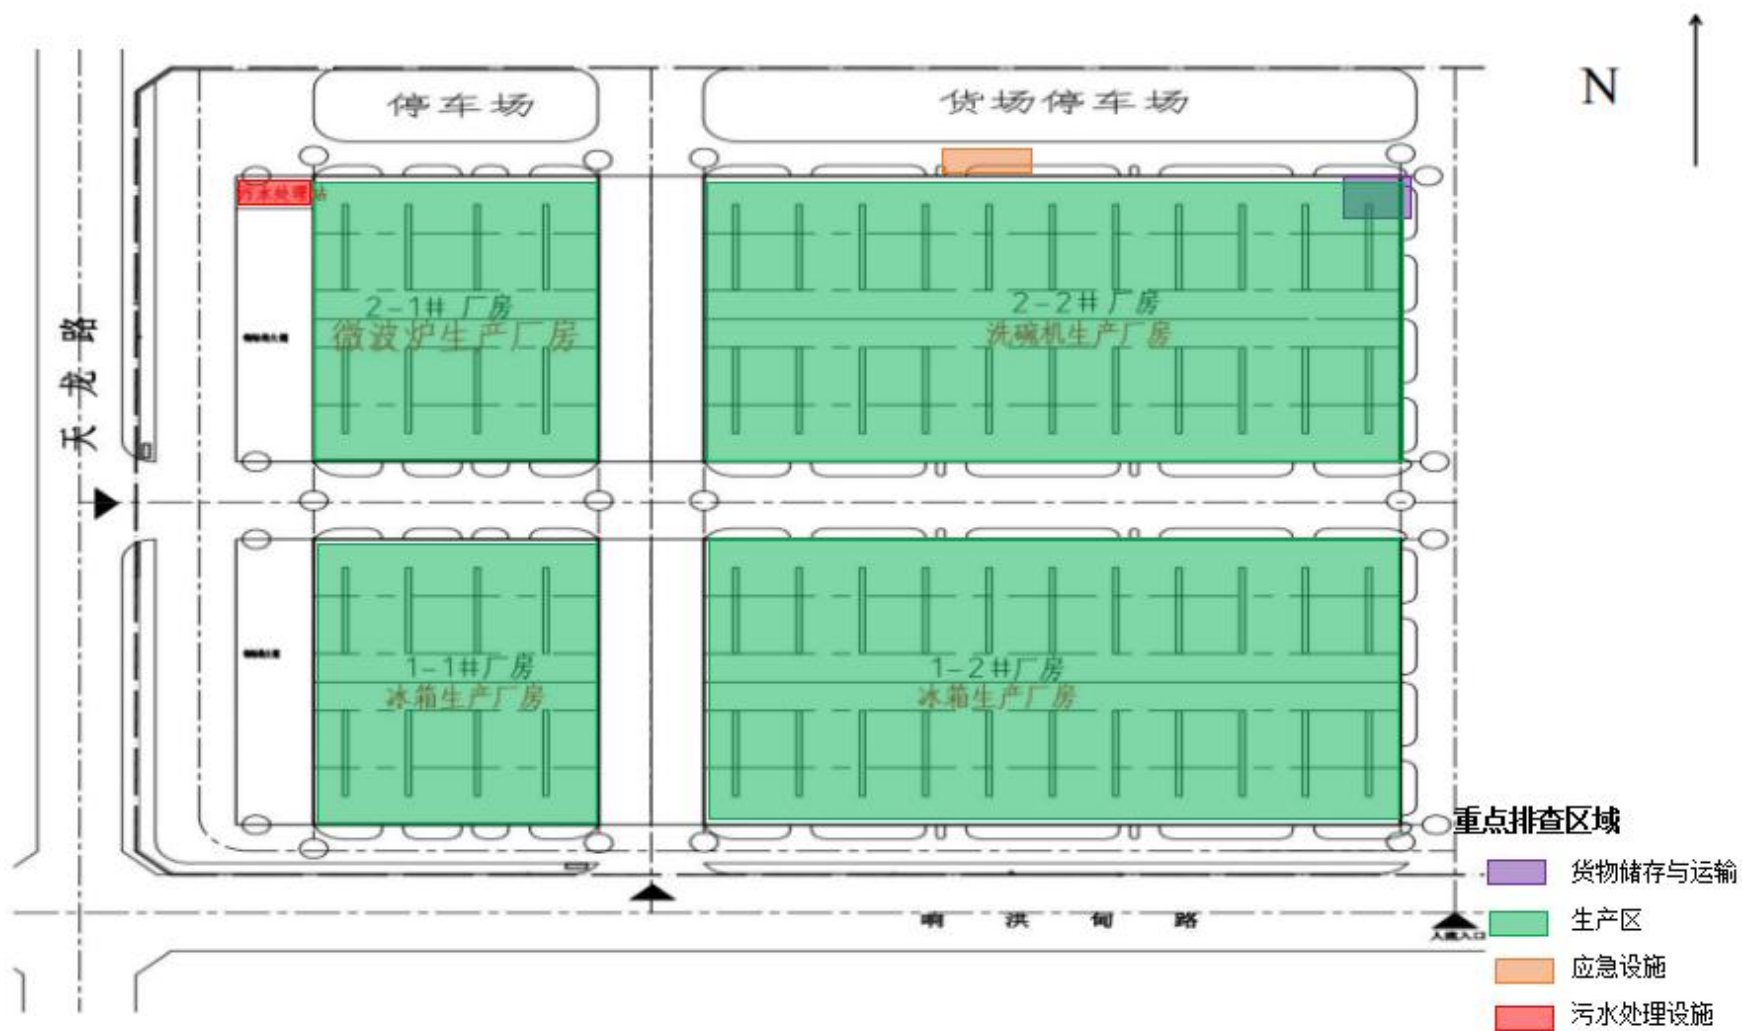 停车场
货场停车场
N
污水处理站
2-1# 厂房
微波炉生产厂房
2-2# 厂房
洗碗机生产厂房
天龙路
1-1#厂房
冰箱生产厂房
1-2#厂房
冰箱生产厂房
重点排查区域
货物储存与运输
响洪甸路
生产区
人流入口
应急设施
污水处理设施